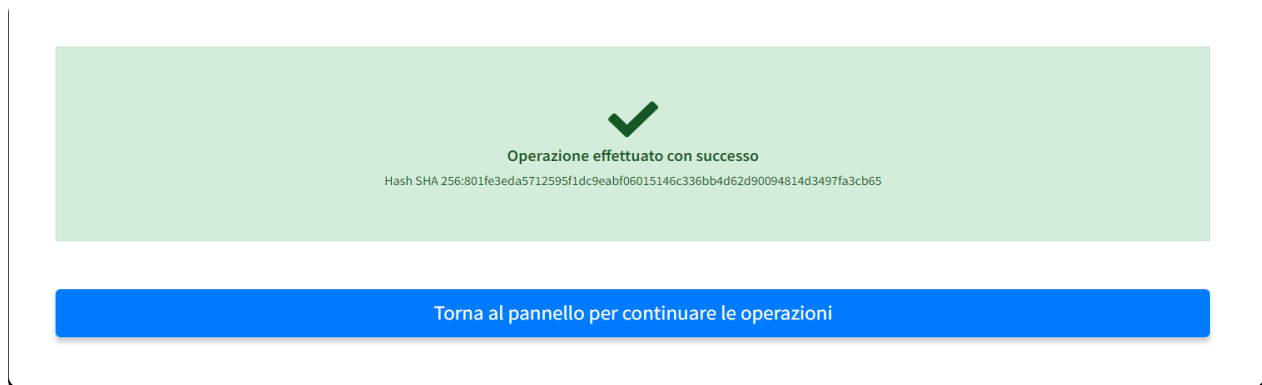 Operazione effettuato con successo
Hash SHA 256:801fe3eda5712595f1dc9eabf06015146c336bb4d62d90094814d3497fa3cb65
Torna al pannello per continuare le operazioni